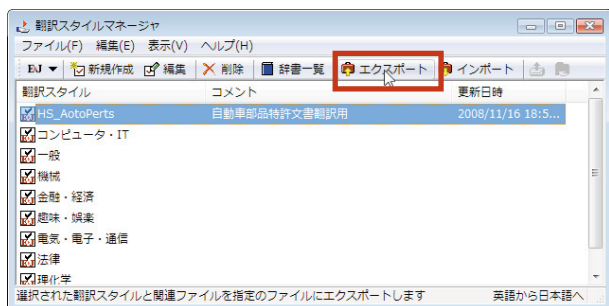 翻訳スタイルマネージャ
ファイル(F) 編集(E) 表示(V) ヘルプ(H)
EJ ▼ 新規作成 編集 削除 辞書一覧 エクスポート インポート
翻訳スタイル コメント 更新日時
HS_AotoPerts 自動車部品特許文書翻訳用 2008/11/16 18:5...
コンピュータ・IT
一般
機械
金融・経済
趣味・娯楽
電気・電子・通信
法律
理化学
選択された翻訳スタイルと関連ファイルを指定のファイルにエクスポートします 英語から日本語へ